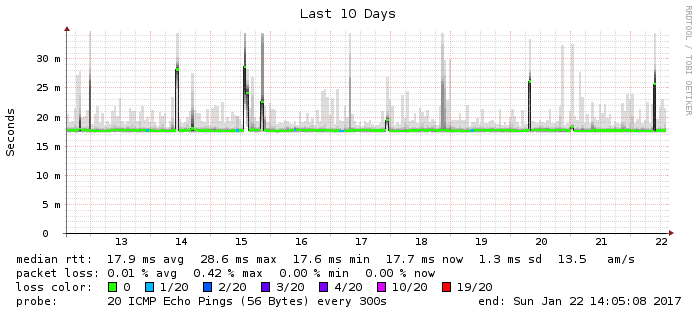 Last 10 Days
RRDTOOL / TOBI OETIKER
Seconds
30 m
25 m
20 m
15 m
10 m
5 m
0
13 14 15 16 17 18 19 20 21 22
median rtt: 17.9 ms avg 28.6 ms max 17.6 ms min 17.7 ms now 1.3 ms sd 13.5 am/s
packet loss: 0.01 % avg 0.42 % max 0.00 % min 0.00 % now
loss color: 0 1/20 2/20 3/20 4/20 10/20 19/20
probe: 20 ICMP Echo Pings (56 Bytes) every 300s end: Sun Jan 22 14:05:08 2017